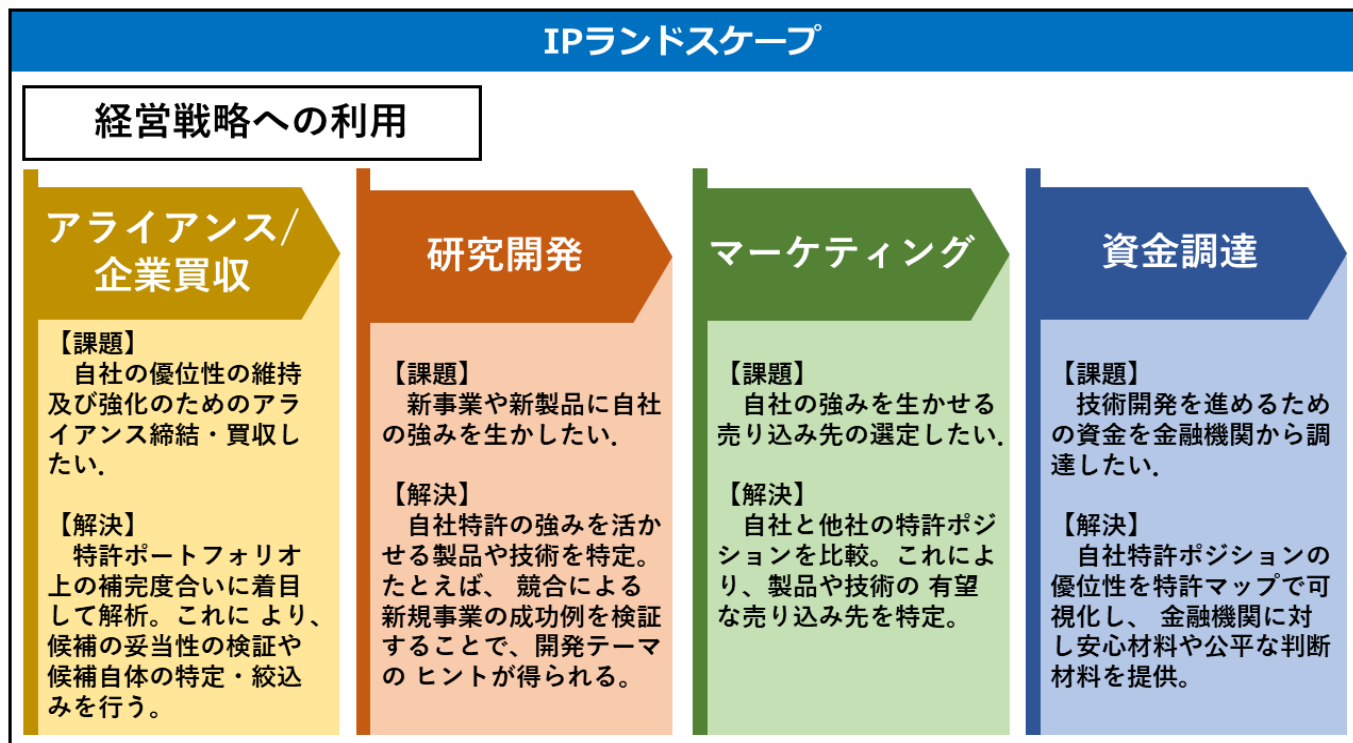 IPランドスケープ
経営戦略への利用
アライアンス/
企業買収
【課題】
　自社の優位性の維持
及び強化のためのアラ
イアンス締結・買収し
たい.
【解決】
　特許ポートフォリオ
上の補完度合いに着目
して解析。これに より、
候補の妥当性の検証や
候補自体の特定・絞込
みを行う。
研究開発
【課題】
　新事業や新製品に自社
の強みを生かしたい.
【解決】
　自社特許の強みを活か
せる製品や技術を特定。
たとえば、 競合による
新規事業の成功例を検証
することで、開発テーマ
の ヒントが得られる。
マーケティング
【課題】
　自社の強みを生かせる
売り込み先の選定したい.
【解決】
　自社と他社の特許ポジ
ションを比較。これによ
り、製品や技術の 有望
な売り込み先を特定。
資金調達
【課題】
　技術開発を進めるため
の資金を金融機関から調
達したい.
【解決】
　自社特許ポジションの
優位性を特許マップで可
視化し、 金融機関に対
し安心材料や公平な判断
材料を提供。